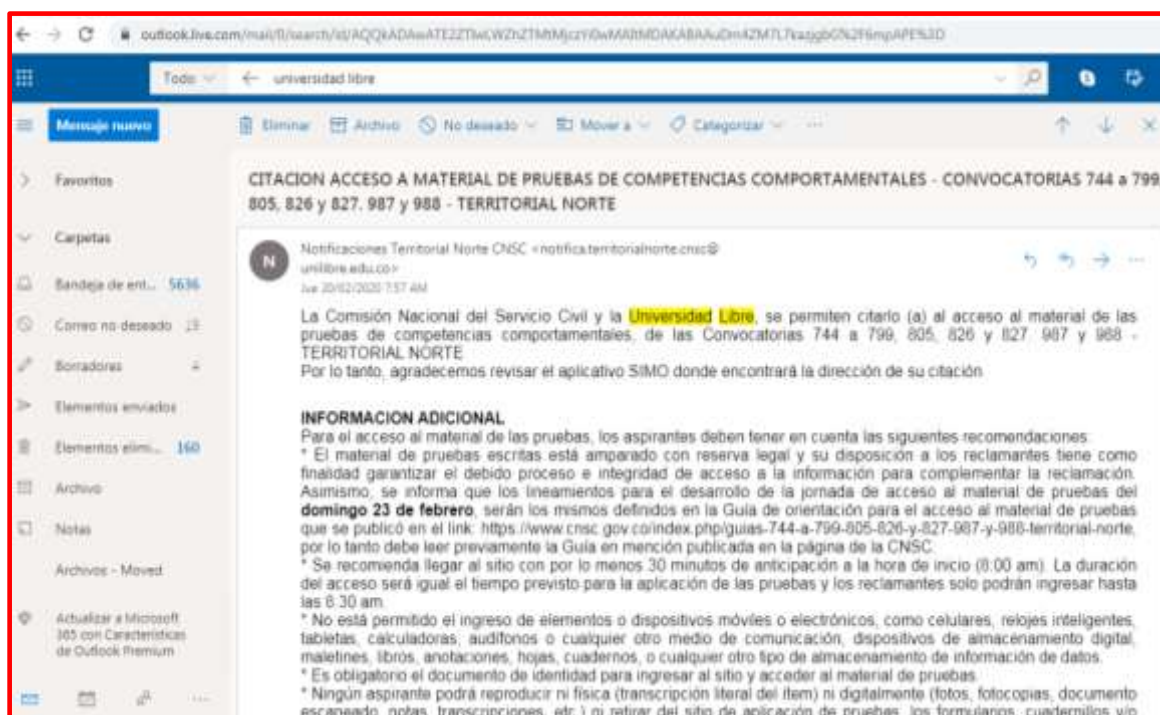 outlook.live.com/mail/0/search/id/
Todo
universidad libre
Mensaje nuevo
Eliminar
Archivo
No deseado
Mover a
Categorizar
...
Favoritos
Carpetas
Bandeja de ent... 5636
Correo no deseado
Borradores
Elementos enviados
Elementos elimi... 160
Archivo
Notas
Archivos - Moved
Actualizar a Microsoft
365 con Características
de Outlook Premium
CITACION ACCESO A MATERIAL DE PRUEBAS DE COMPETENCIAS COMPORTAMENTALES - CONVOCATORIAS 744 a 799
805, 826 y 827. 987 y 988 - TERRITORIAL NORTE
N
Notificaciones Territorial Norte CNSC <notifica.territorialnorte.cnsc@
unilibre.edu.co>
Jue 20/02/2020 7:57 AM
La Comisión Nacional del Servicio Civil y la Universidad Libre, se permiten citarlo (a) al acceso al material de las
pruebas de competencias comportamentales, de las Convocatorias 744 a 799, 805, 826 y 827 987 y 988 -
TERRITORIAL NORTE
Por lo tanto, agradecemos revisar el aplicativo SIMO donde encontrará la dirección de su citación
INFORMACION ADICIONAL
Para el acceso al material de las pruebas, los aspirantes deben tener en cuenta las siguientes recomendaciones:
* El material de pruebas escritas está amparado con reserva legal y su disposición a los reclamantes tiene como
finalidad garantizar el debido proceso e integridad de acceso a la información para complementar la reclamación.
Asimismo, se informa que los lineamientos para el desarrollo de la jornada de acceso al material de pruebas del
domingo 23 de febrero, serán los mismos definidos en la Guía de orientación para el acceso al material de pruebas
que se publicó en el link: https://www.cnsc.gov.co/index.php/guias-744-a-799-805-826-y-827-987-y-988-territorial-norte,
por lo tanto debe leer previamente la Guía en mención publicada en la página de la CNSC.
* Se recomienda llegar al sitio con por lo menos 30 minutos de anticipación a la hora de inicio (8:00 am). La duración
del acceso será igual el tiempo previsto para la aplicación de las pruebas y los reclamantes solo podrán ingresar hasta
las 8:30 am.
* No está permitido el ingreso de elementos o dispositivos móviles o electrónicos, como celulares, relojes inteligentes,
tabletas, calculadoras, audífonos o cualquier otro medio de comunicación, dispositivos de almacenamiento digital,
maletines, libros, anotaciones, hojas, cuadernos, o cualquier otro tipo de almacenamiento de información de datos.
* Es obligatorio el documento de identidad para ingresar al sitio y acceder al material de pruebas.
* Ningún aspirante podrá reproducir ni física (transcripción literal del ítem) ni digitalmente (fotos, fotocopias, documento
escaneado, notas, transcripciones, etc.) ni retirar del sitio de aplicación de pruebas, los formularios, cuadernillos y/o